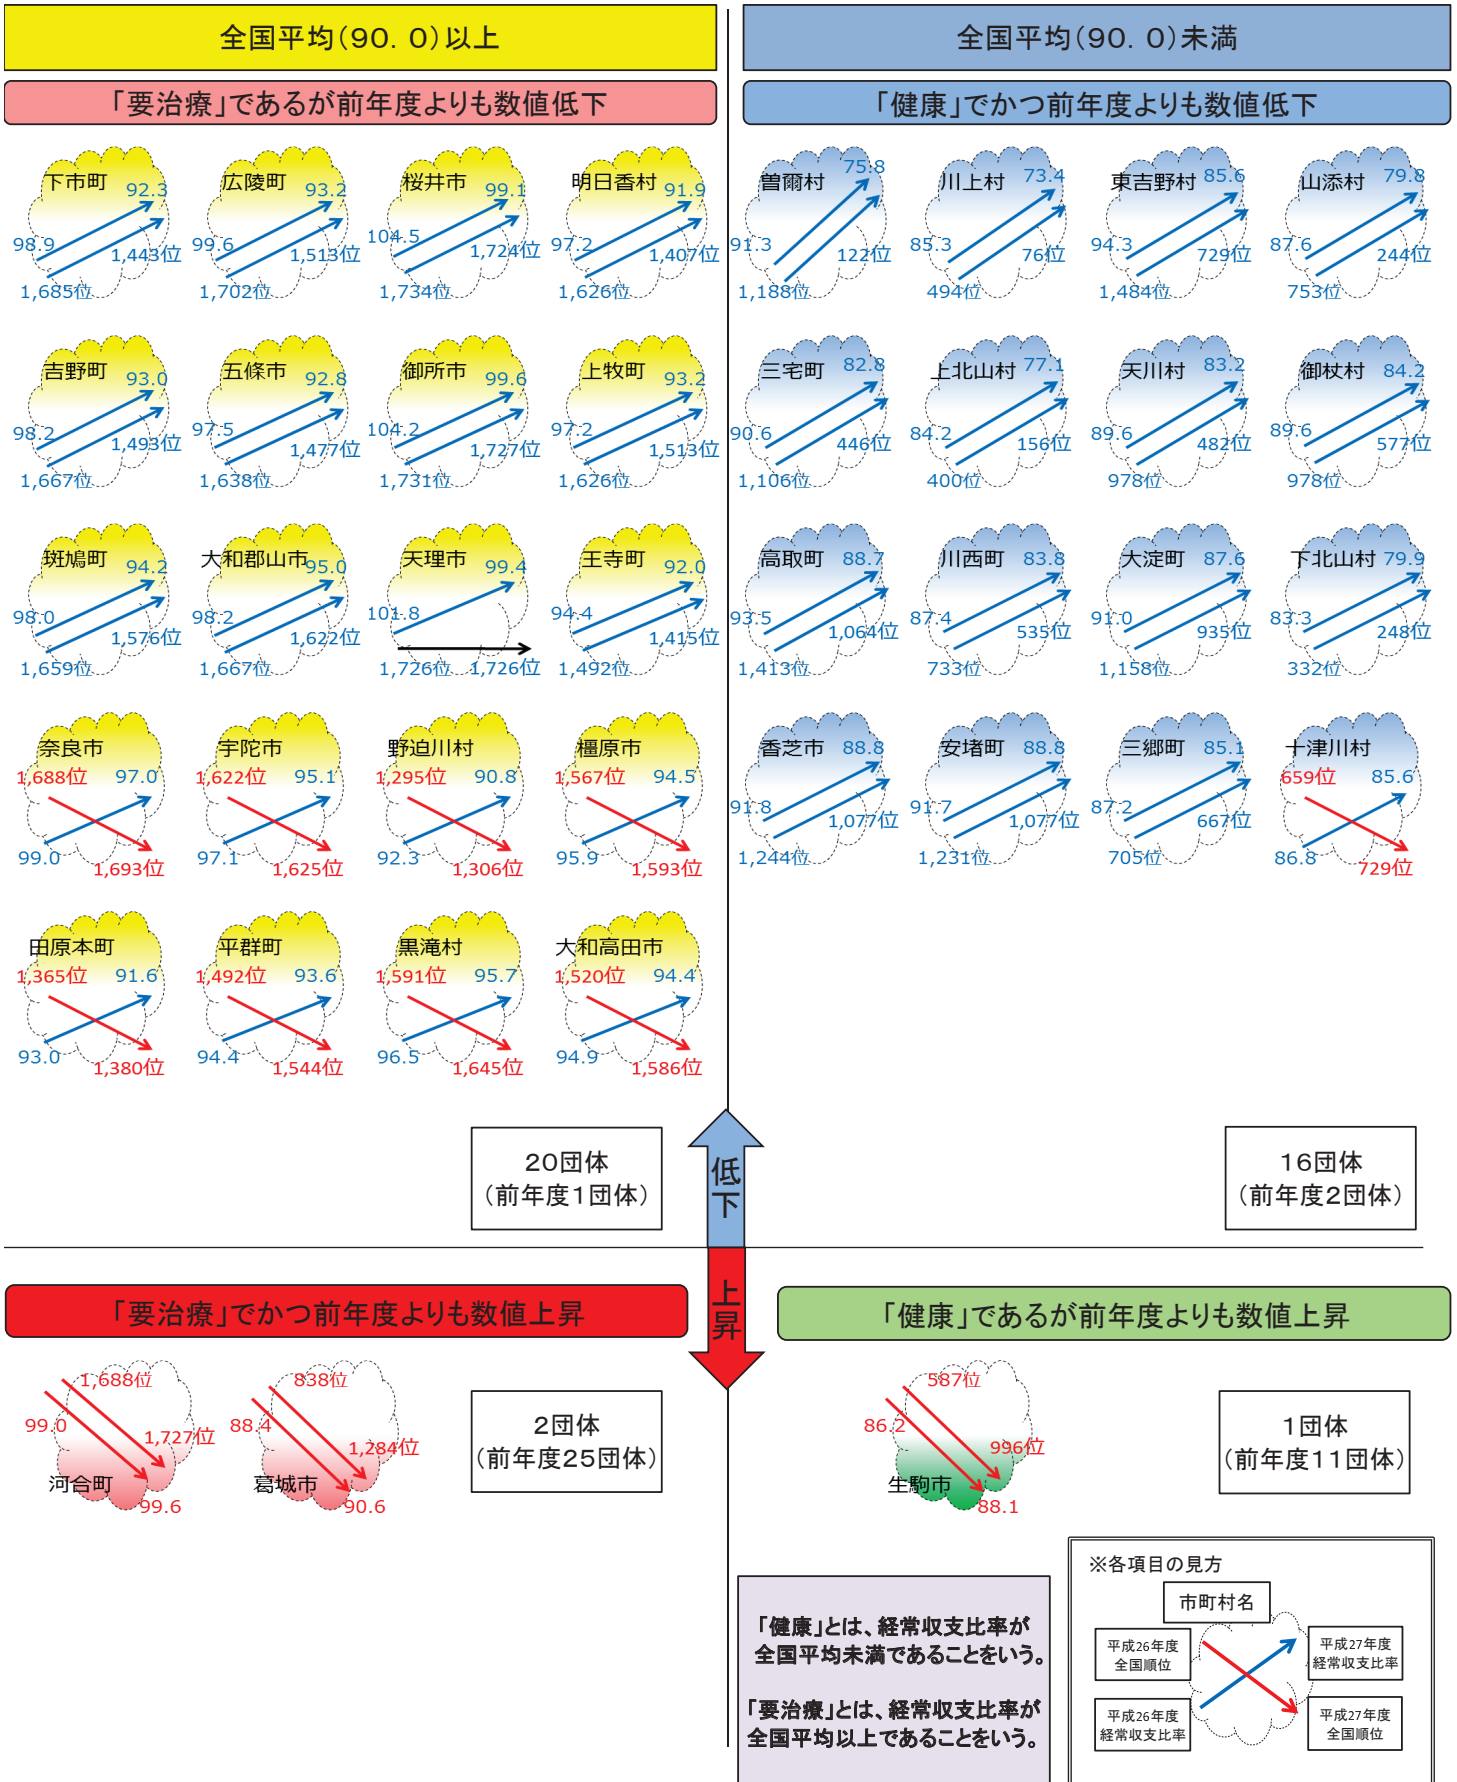 全国平均(90.0)以上
「要治療」であるが前年度よりも数値低下
下市町 92.3
98.9
1,443位
1,685位
広陵町 93.2
99.6
1,513位
1,702位
桜井市 99.1
104.5
1,724位
1,734位
明日香村 91.9
97.2
1,407位
1,626位
吉野町 93.0
98.2
1,493位
1,667位
五條市 92.8
97.5
1,477位
1,638位
御所市 99.6
104.2
1,727位
1,731位
上牧町 93.2
97.2
1,513位
1,626位
斑鳩町 94.2
98.0
1,576位
1,659位
大和郡山市 95.0
98.2
1,622位
1,667位
天理市 99.4
101.8
1,726位 1,726位
王寺町 92.0
94.4
1,415位
1,492位
奈良市
1,688位 97.0
99.0
1,693位
宇陀市
1,622位 95.1
97.1
1,625位
野迫川村
1,295位 90.8
92.3
1,306位
橿原市
1,567位 94.5
95.9
1,593位
田原本町
1,365位 91.6
93.0
1,380位
平群町
1,492位 93.6
94.4
1,544位
黒滝村
1,591位 95.7
96.5
1,645位
大和高田市
1,520位 94.4
94.9
1,586位
20団体
(前年度1団体)
全国平均(90.0)未満
「健康」でかつ前年度よりも数値低下
曽爾村 75.8
91.3
122位
1,188位
川上村 73.4
85.3
76位
494位
東吉野村 85.6
94.3
729位
1,484位
山添村 79.8
87.6
244位
753位
三宅町 82.8
90.6
446位
1,106位
上北山村 77.1
84.2
156位
400位
天川村 83.2
89.6
482位
978位
御杖村 84.2
89.6
577位
978位
高取町 88.7
93.5
1,064位
1,413位
川西町 83.8
87.4
535位
733位
大淀町 87.6
91.0
935位
1,158位
下北山村 79.9
83.3
248位
332位
香芝市 88.8
91.8
1,077位
1,244位
安堵町 88.8
91.7
1,077位
1,231位
三郷町 85.1
87.2
667位
705位
十津川村
659位 85.6
86.8
729位
16団体
(前年度2団体)
低下
上昇
「要治療」でかつ前年度よりも数値上昇
1,688位
99.0
1,727位
河合町
99.6
838位
88.4
1,284位
葛城市
90.6
2団体
(前年度25団体)
「健康」であるが前年度よりも数値上昇
587位
86.2
996位
生駒市
88.1
1団体
(前年度11団体)
「健康」とは、経常収支比率が
全国平均未満であることをいう。
「要治療」とは、経常収支比率が
全国平均以上であることをいう。
※各項目の見方
市町村名
平成26年度
全国順位
平成27年度
経常収支比率
平成26年度
経常収支比率
平成27年度
全国順位